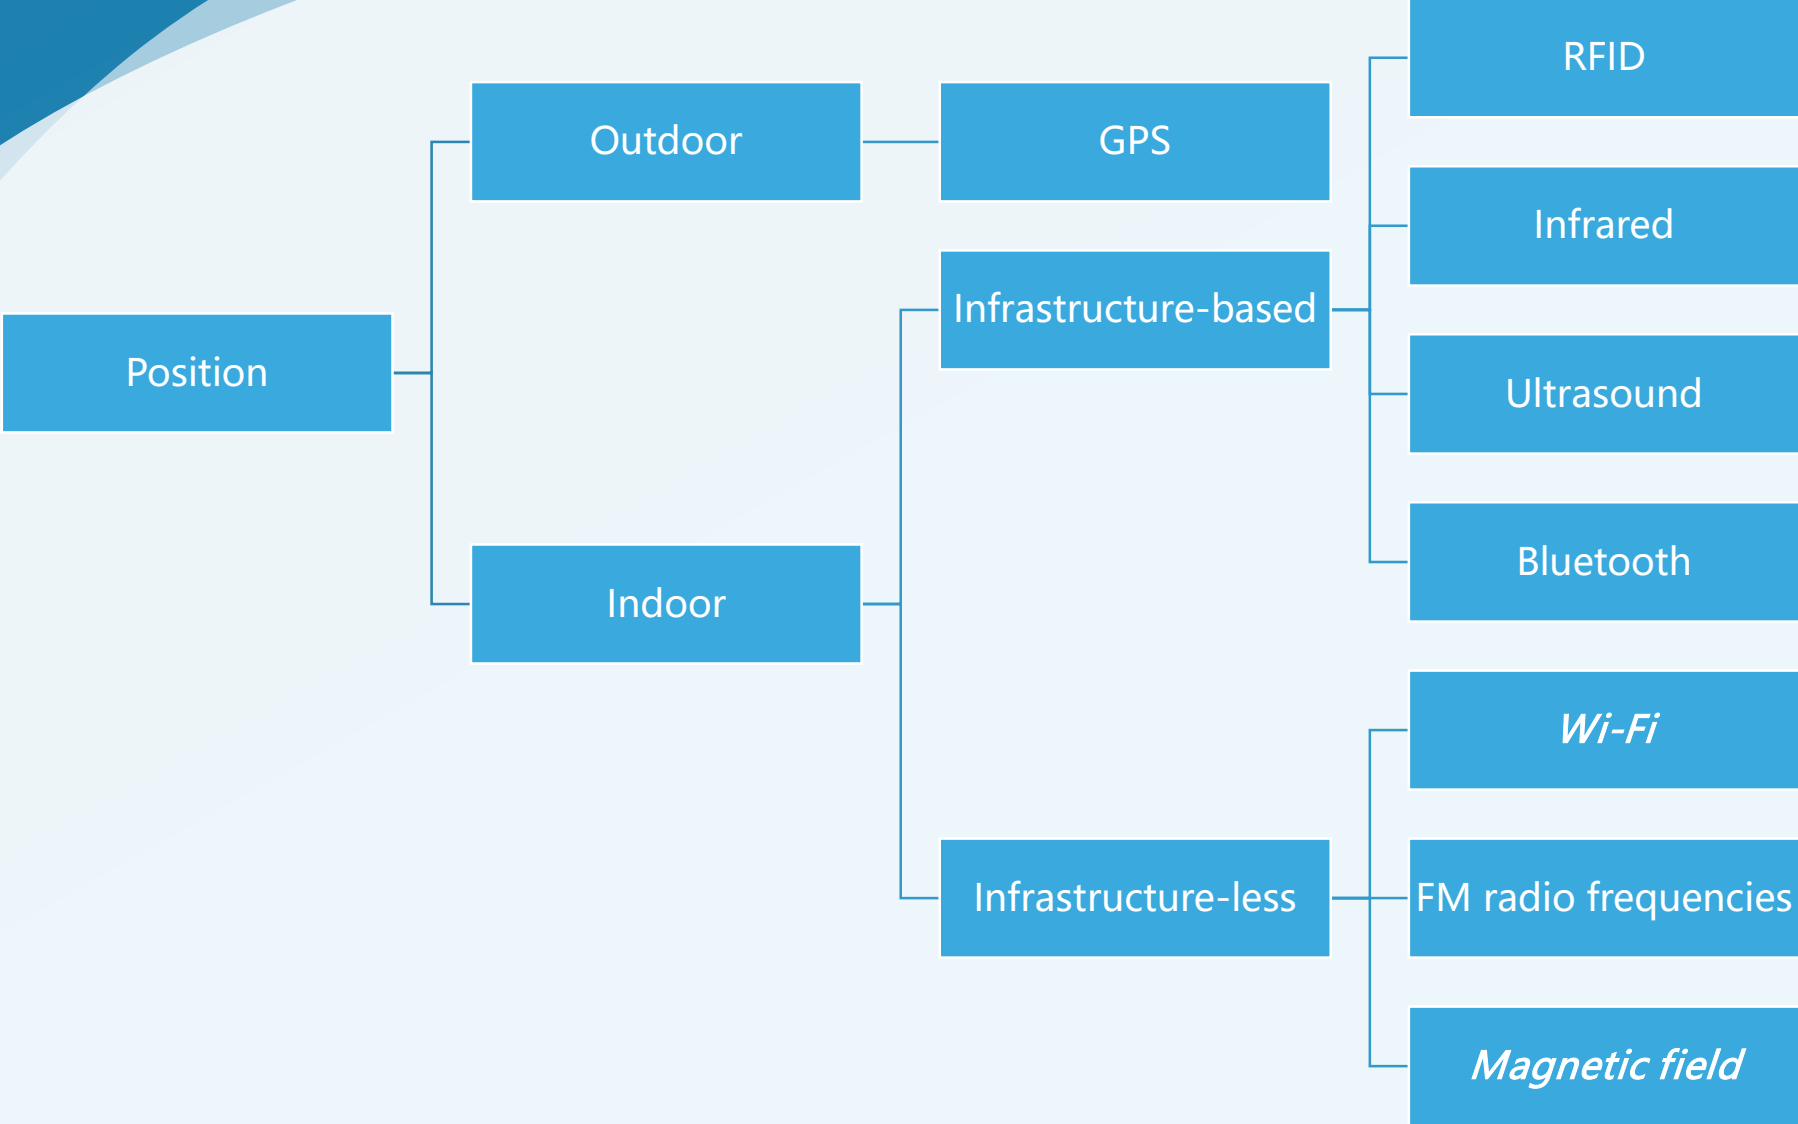 Position
Outdoor
GPS
Indoor
Infrastructure-based
RFID
Infrared
Ultrasound
Bluetooth
Infrastructure-less
Wi-Fi
FM radio frequencies
Magnetic field